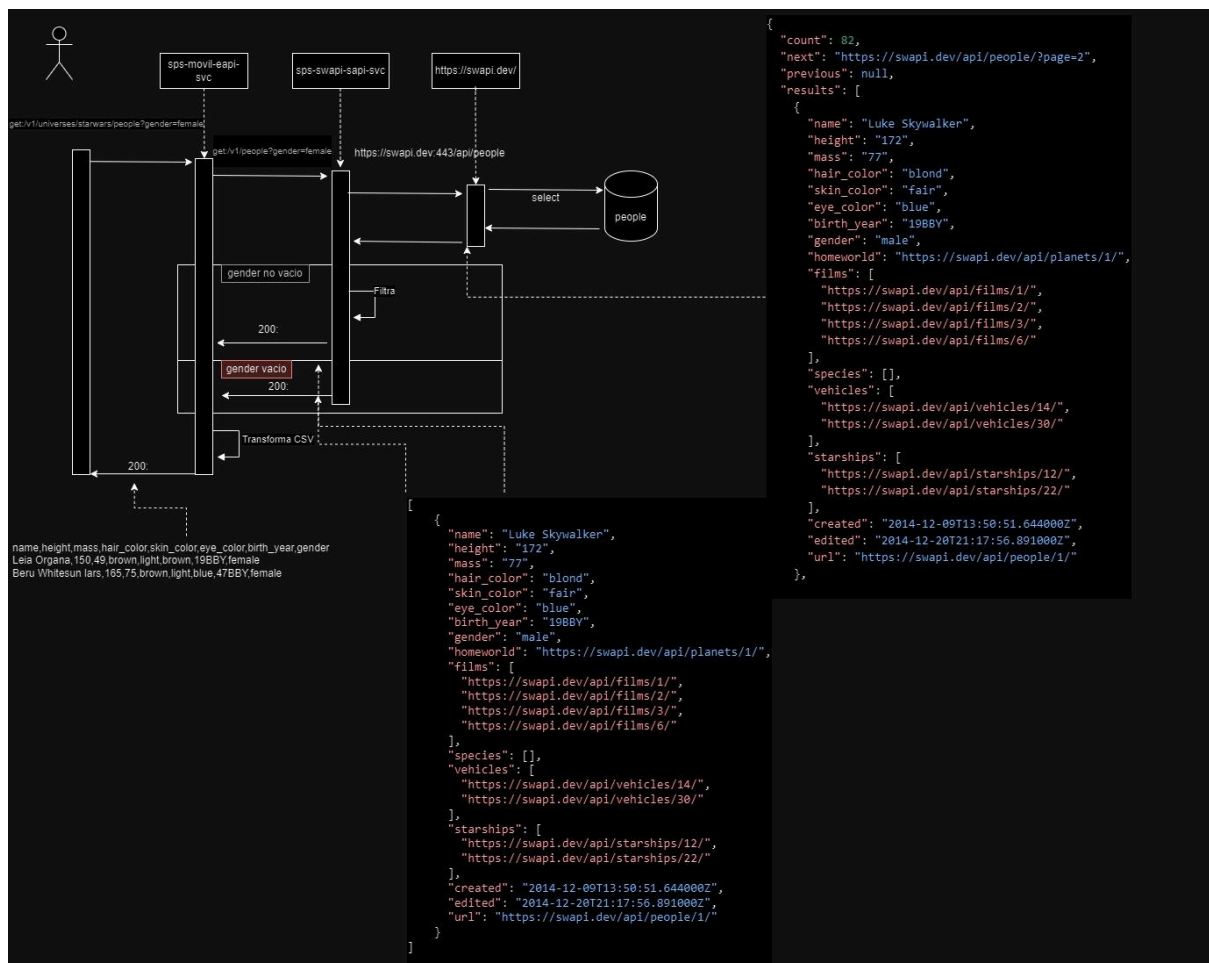 sps-movil-eapi-
svc
sps-swapi-sapi-svc
https://swapi.dev/
get:/v1/universes/starwars/people?gender=female
get:/v1/people?gender=female
https://swapi.dev:443/api/people
select
people
gender no vacio
Filtra
200:
gender vacio
200:
Transforma CSV
200:
name,height,mass,hair_color,skin_color,eye_color,birth_year,gender
Leia Organa,150,49,brown,light,brown,19BBY,female
Beru Whitesun lars,165,75,brown,light,blue,47BBY,female
{
"count": 82,
"next": "https://swapi.dev/api/people/?page=2",
"previous": null,
"results": [
{
"name": "Luke Skywalker",
"height": "172",
"mass": "77",
"hair_color": "blond",
"skin_color": "fair",
"eye_color": "blue",
"birth_year": "19BBY",
"gender": "male",
"homeworld": "https://swapi.dev/api/planets/1/",
"films": [
"https://swapi.dev/api/films/1/",
"https://swapi.dev/api/films/2/",
"https://swapi.dev/api/films/3/",
"https://swapi.dev/api/films/6/"
],
"species": [],
"vehicles": [
"https://swapi.dev/api/vehicles/14/",
"https://swapi.dev/api/vehicles/30/"
],
"starships": [
"https://swapi.dev/api/starships/12/",
"https://swapi.dev/api/starships/22/"
],
"created": "2014-12-09T13:50:51.644000Z",
"edited": "2014-12-20T21:17:56.891000Z",
"url": "https://swapi.dev/api/people/1/"
},
[
{
"name": "Luke Skywalker",
"height": "172",
"mass": "77",
"hair_color": "blond",
"skin_color": "fair",
"eye_color": "blue",
"birth_year": "19BBY",
"gender": "male",
"homeworld": "https://swapi.dev/api/planets/1/",
"films": [
"https://swapi.dev/api/films/1/",
"https://swapi.dev/api/films/2/",
"https://swapi.dev/api/films/3/",
"https://swapi.dev/api/films/6/"
],
"species": [],
"vehicles": [
"https://swapi.dev/api/vehicles/14/",
"https://swapi.dev/api/vehicles/30/"
],
"starships": [
"https://swapi.dev/api/starships/12/",
"https://swapi.dev/api/starships/22/"
],
"created": "2014-12-09T13:50:51.644000Z",
"edited": "2014-12-20T21:17:56.891000Z",
"url": "https://swapi.dev/api/people/1/"
}
]